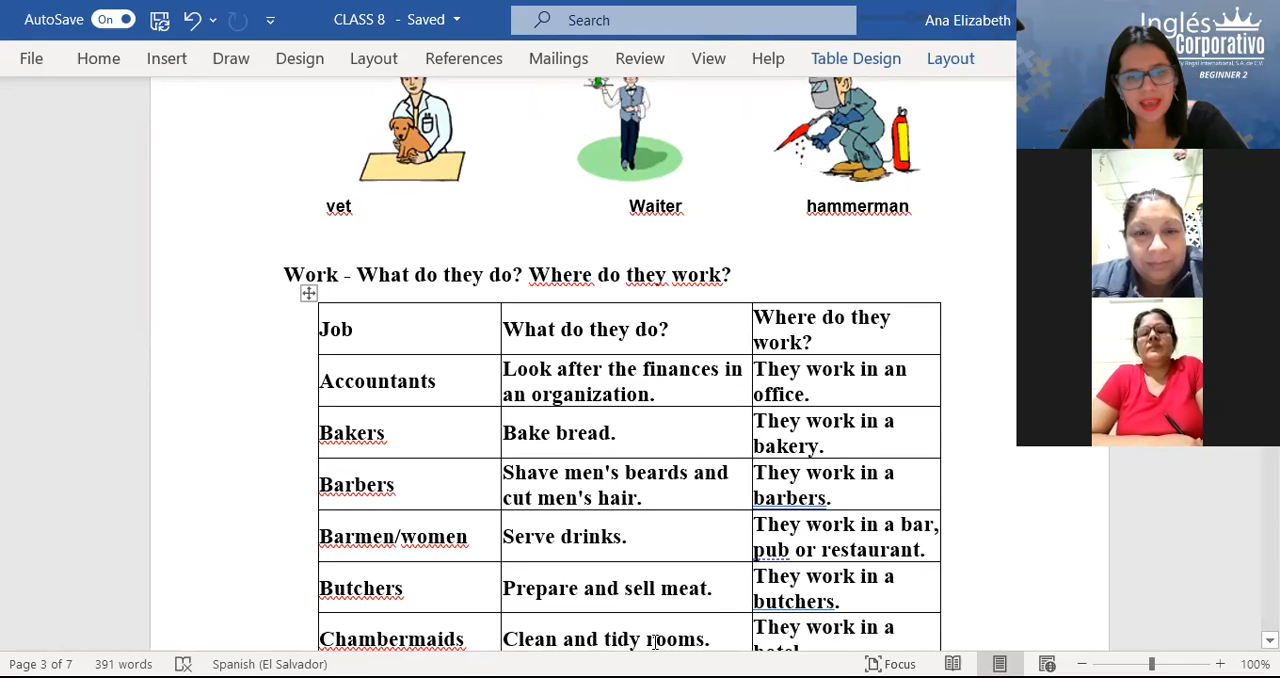 AutoSave On CLASS 8 - Saved Search Ana Elizabeth
File Home Insert Draw Design Layout References Mailings Review View Help Table Design Layout
Inglés
Corporativo
BEGINNER 2
vet Waiter hammerman
Work - What do they do? Where do they work?
Job
What do they do?
Where do they
work?
Accountants
Look after the finances in
an organization.
They work in an
office.
Bakers
Bake bread.
They work in a
bakery.
Barbers
Shave men's beards and
cut men's hair.
They work in a
barbers.
Barmen/women
Serve drinks.
They work in a bar,
pub or restaurant.
Butchers
Prepare and sell meat.
They work in a
butchers.
Chambermaids
Clean and tidy rooms.
They work in a
hotel.
Page 3 of 7 391 words Spanish (El Salvador) Focus 100%